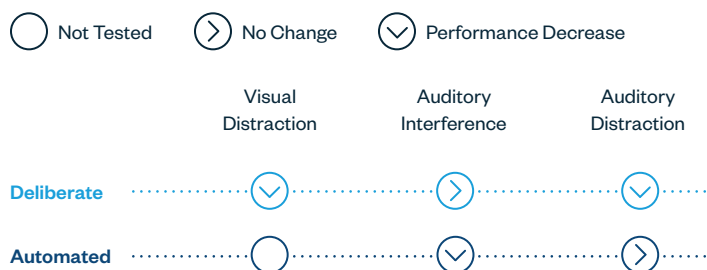 Not Tested
No Change
Performance Decrease
Visual
Distraction
Auditory
Interference
Auditory
Distraction
Deliberate
Automated